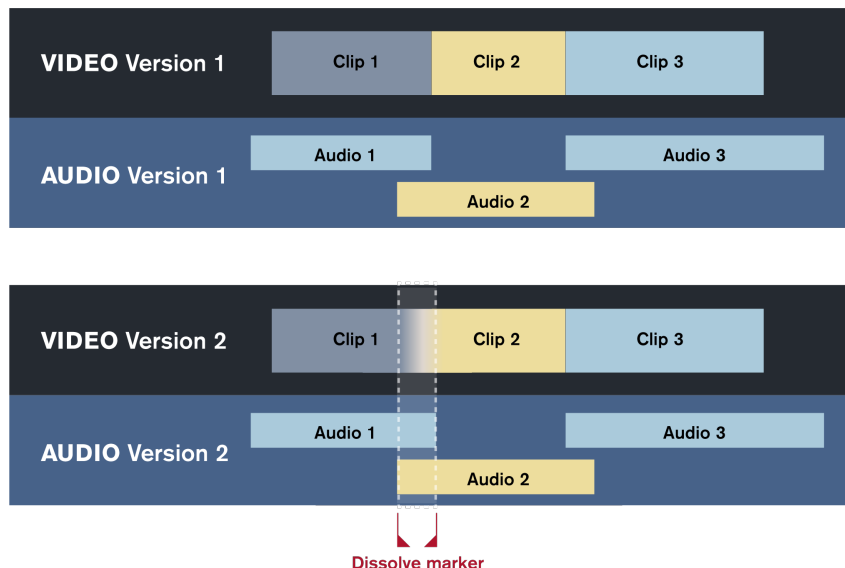 VIDEO Version 1
Clip 1
Clip 2
Clip 3
AUDIO Version 1
Audio 1
Audio 3
Audio 2
VIDEO Version 2
Clip 1
Clip 2
Clip 3
AUDIO Version 2
Audio 1
Audio 3
Audio 2
Dissolve marker